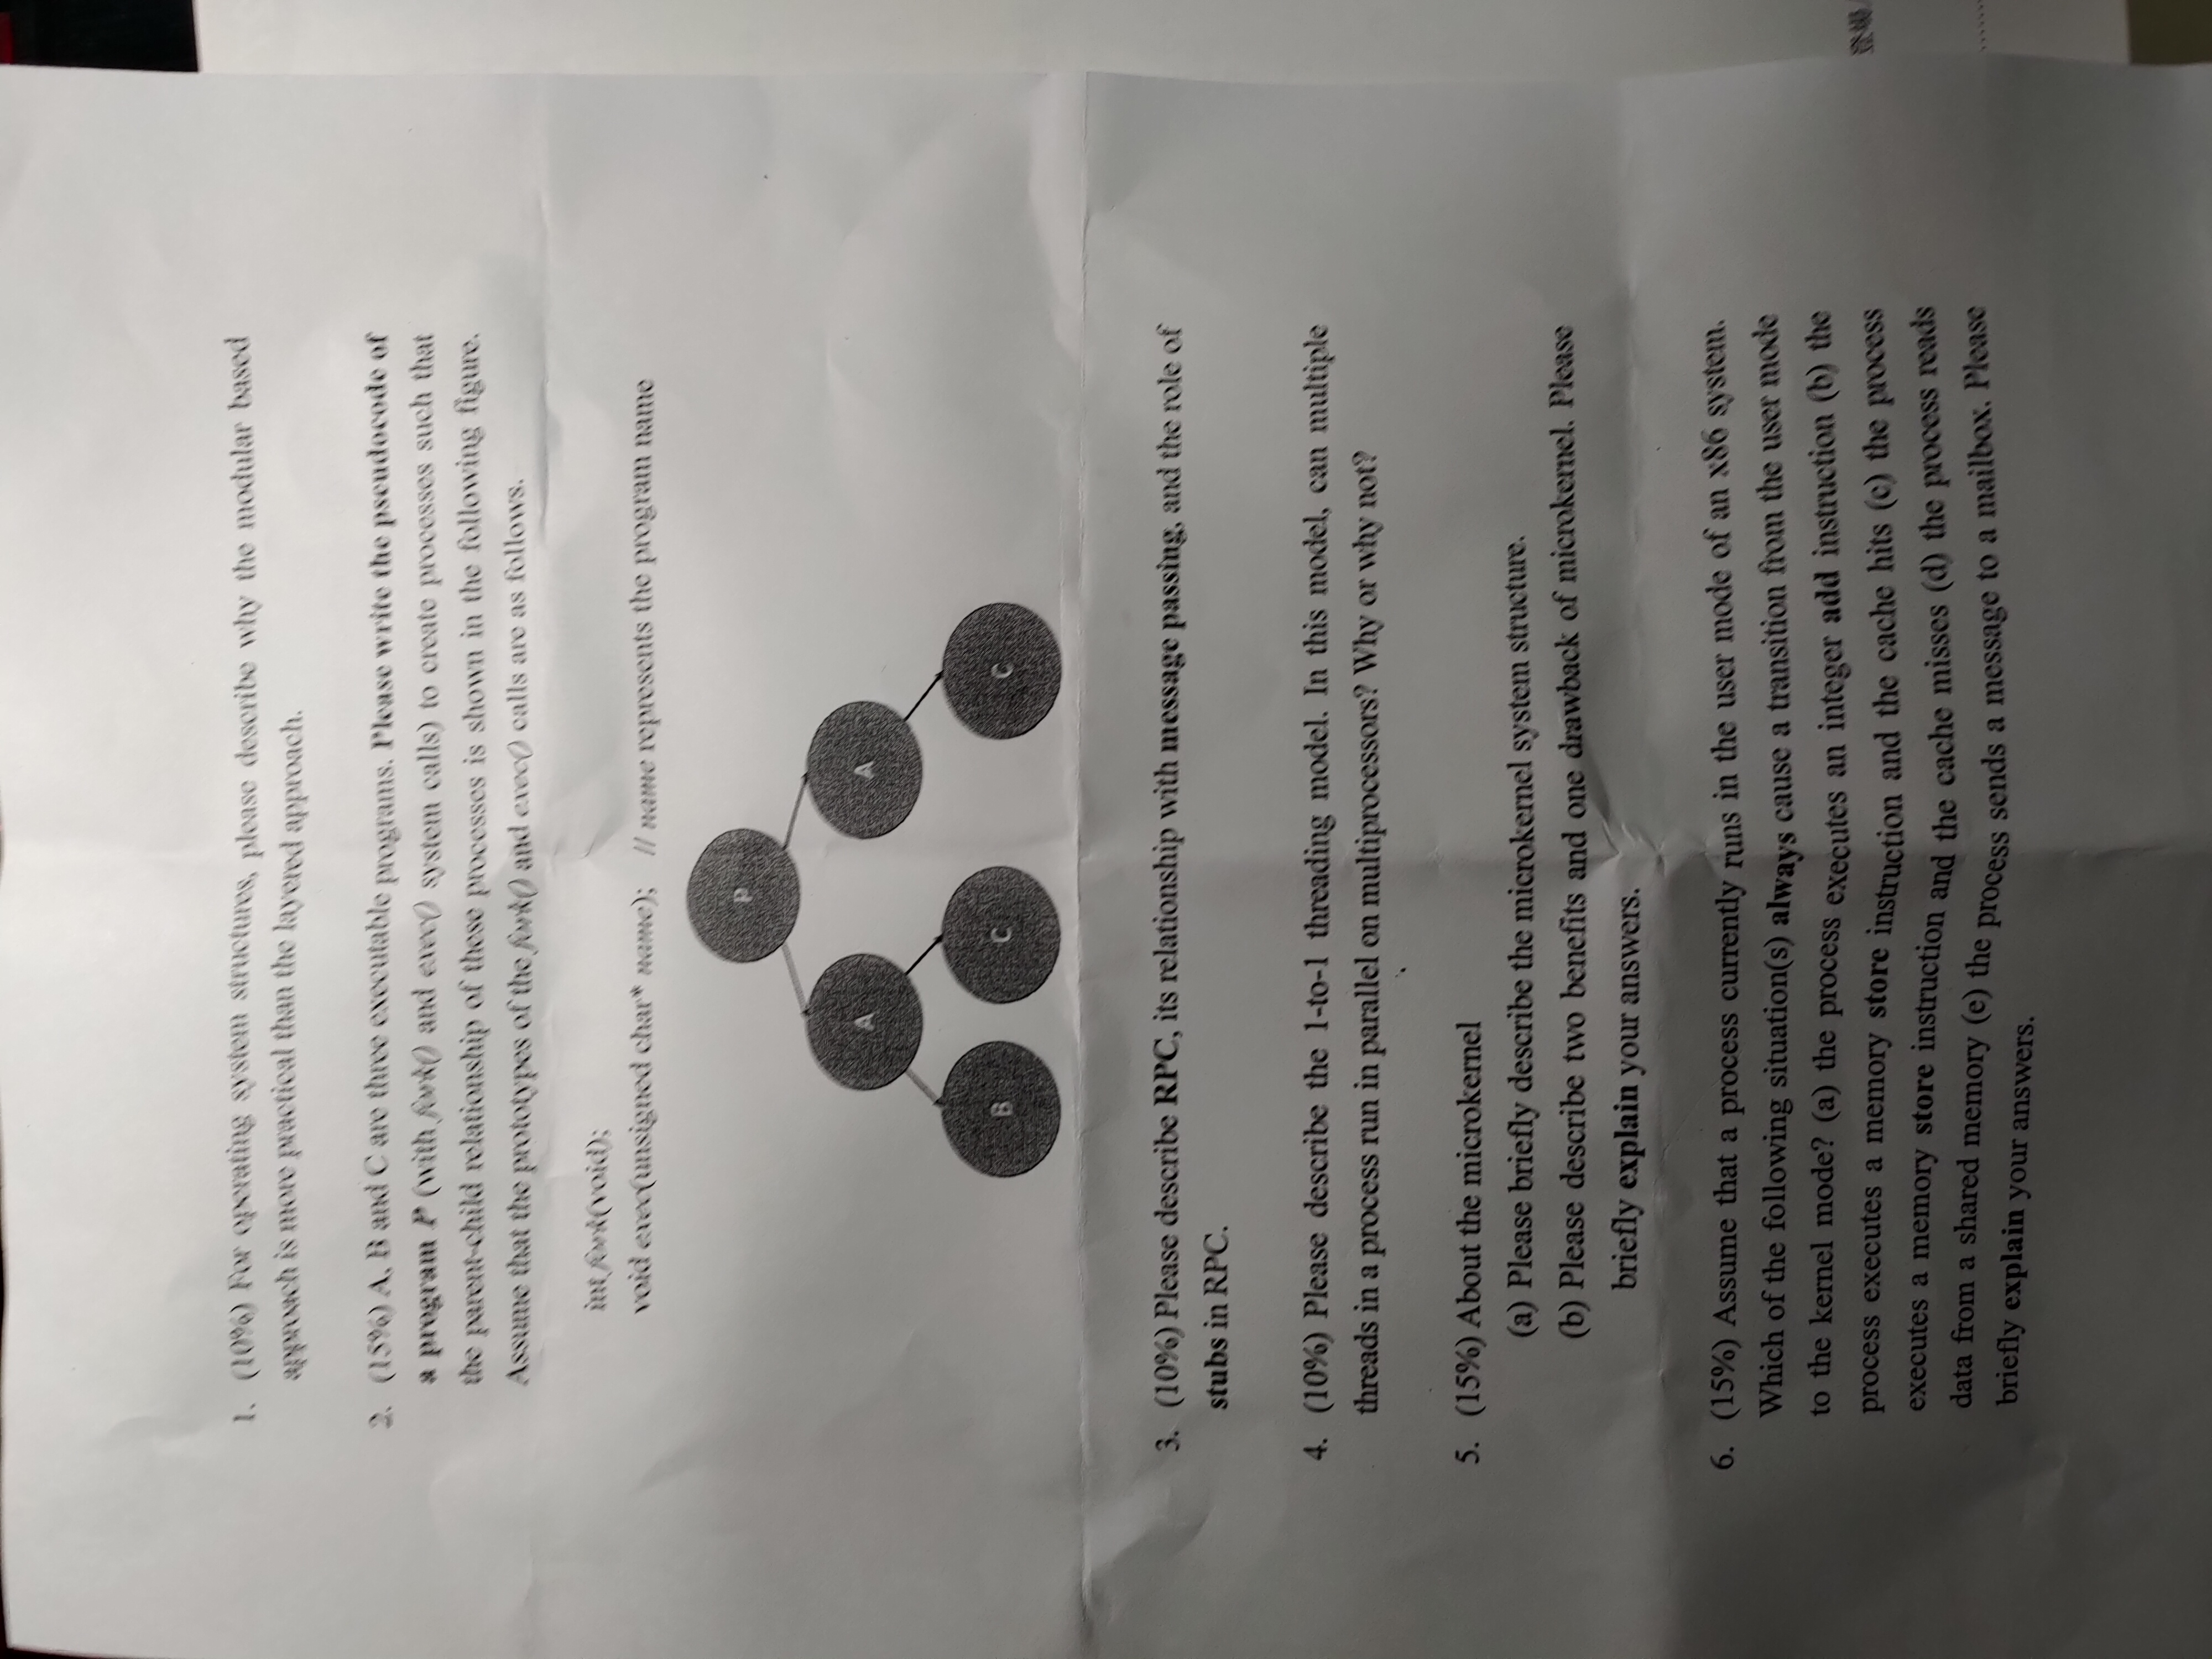 1. (10%) For operating system structures, please describe why the modular based
approach is more practical than the layered approach.
2. (15%) A, B and C are three executable programs. Please write the pseudocode of
a program P (with fork() and exec() system calls) to create processes such that
the parent-child relationship of these processes is shown in the following figure.
Assume that the prototypes of the fork() and exec() calls are as follows.
int fork(void);
void exec(unsigned char* name); // name represents the program name
P
A A
B C C
3. (10%) Please describe RPC, its relationship with message passing, and the role of
stubs in RPC.
4. (10%) Please describe the 1-to-1 threading model. In this model, can multiple
threads in a process run in parallel on multiprocessors? Why or why not?
5. (15%) About the microkernel
(a) Please briefly describe the microkernel system structure.
(b) Please describe two benefits and one drawback of microkernel. Please
briefly explain your answers.
6. (15%) Assume that a process currently runs in the user mode of an x86 system.
Which of the following situation(s) always cause a transition from the user mode
to the kernel mode? (a) the process executes an integer add instruction (b) the
process executes a memory store instruction and the cache hits (c) the process
executes a memory store instruction and the cache misses (d) the process reads
data from a shared memory (e) the process sends a message to a mailbox. Please
briefly explain your answers.